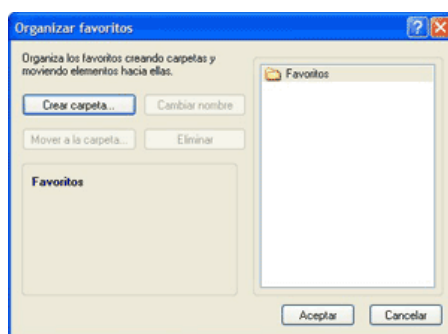 Organizar favoritos
Organiza los favoritos creando carpetas y
moviendo elementos hacia ellas.
Crear carpeta...
Cambiar nombre
Mover a la carpeta...
Eliminar
Favoritos
Favoritos
Aceptar
Cancelar